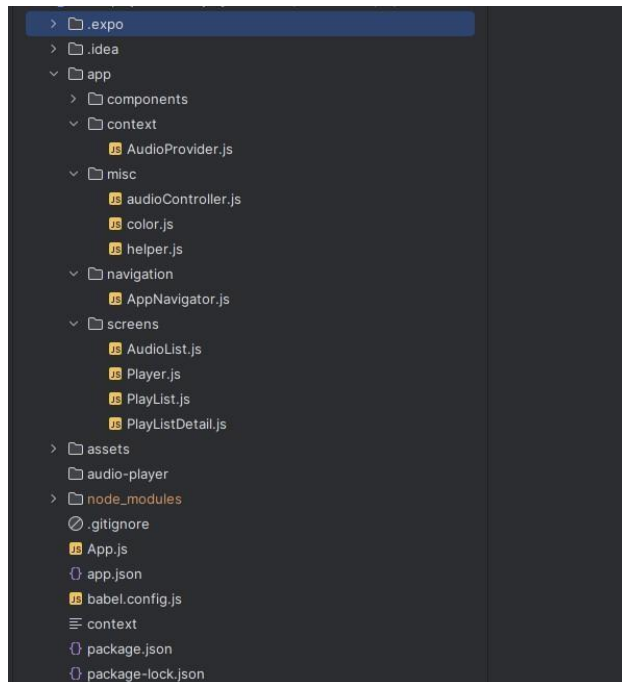 .expo
.idea
app
components
context
AudioProvider.js
misc
audioController.js
color.js
helper.js
navigation
AppNavigator.js
screens
AudioList.js
Player.js
PlayList.js
PlayListDetail.js
assets
audio-player
node_modules
.gitignore
App.js
app.json
babel.config.js
context
package.json
package-lock.json